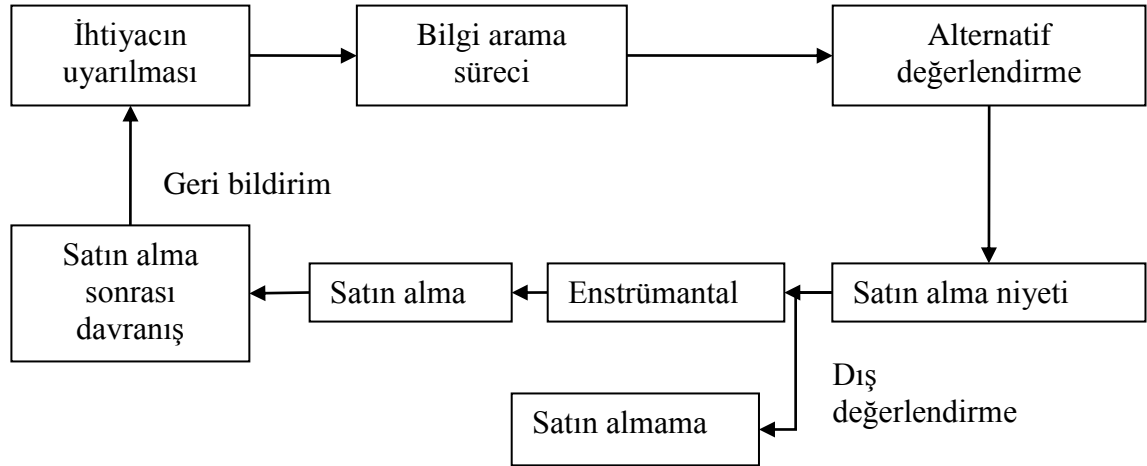 İhtiyacın
uyarılması
Bilgi arama
süreci
Alternatif
değerlendirme
Geri bildirim
Satın alma
sonrası
davranış
Satın alma
Enstrümantal
Satın alma niyeti
Dış
değerlendirme
Satın almama